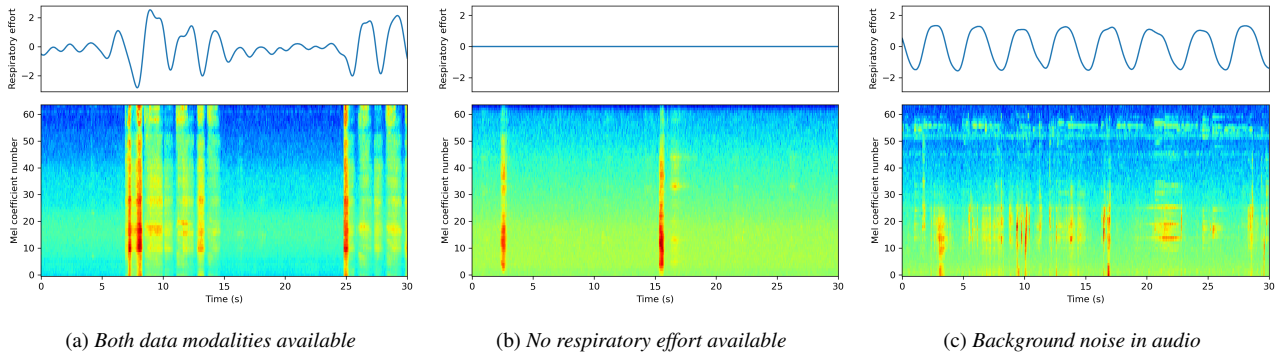 Respiratory effort
2
0
−2
Mel coefficient number
60
50
40
30
20
10
0
0 5 10 15 20 25 30
Time (s)
(a) Both data modalities available
Respiratory effort
2
0
−2
Mel coefficient number
60
50
40
30
20
10
0
0 5 10 15 20 25 30
Time (s)
(b) No respiratory effort available
Respiratory effort
2
0
−2
Mel coefficient number
60
50
40
30
20
10
0
0 5 10 15 20 25 30
Time (s)
(c) Background noise in audio